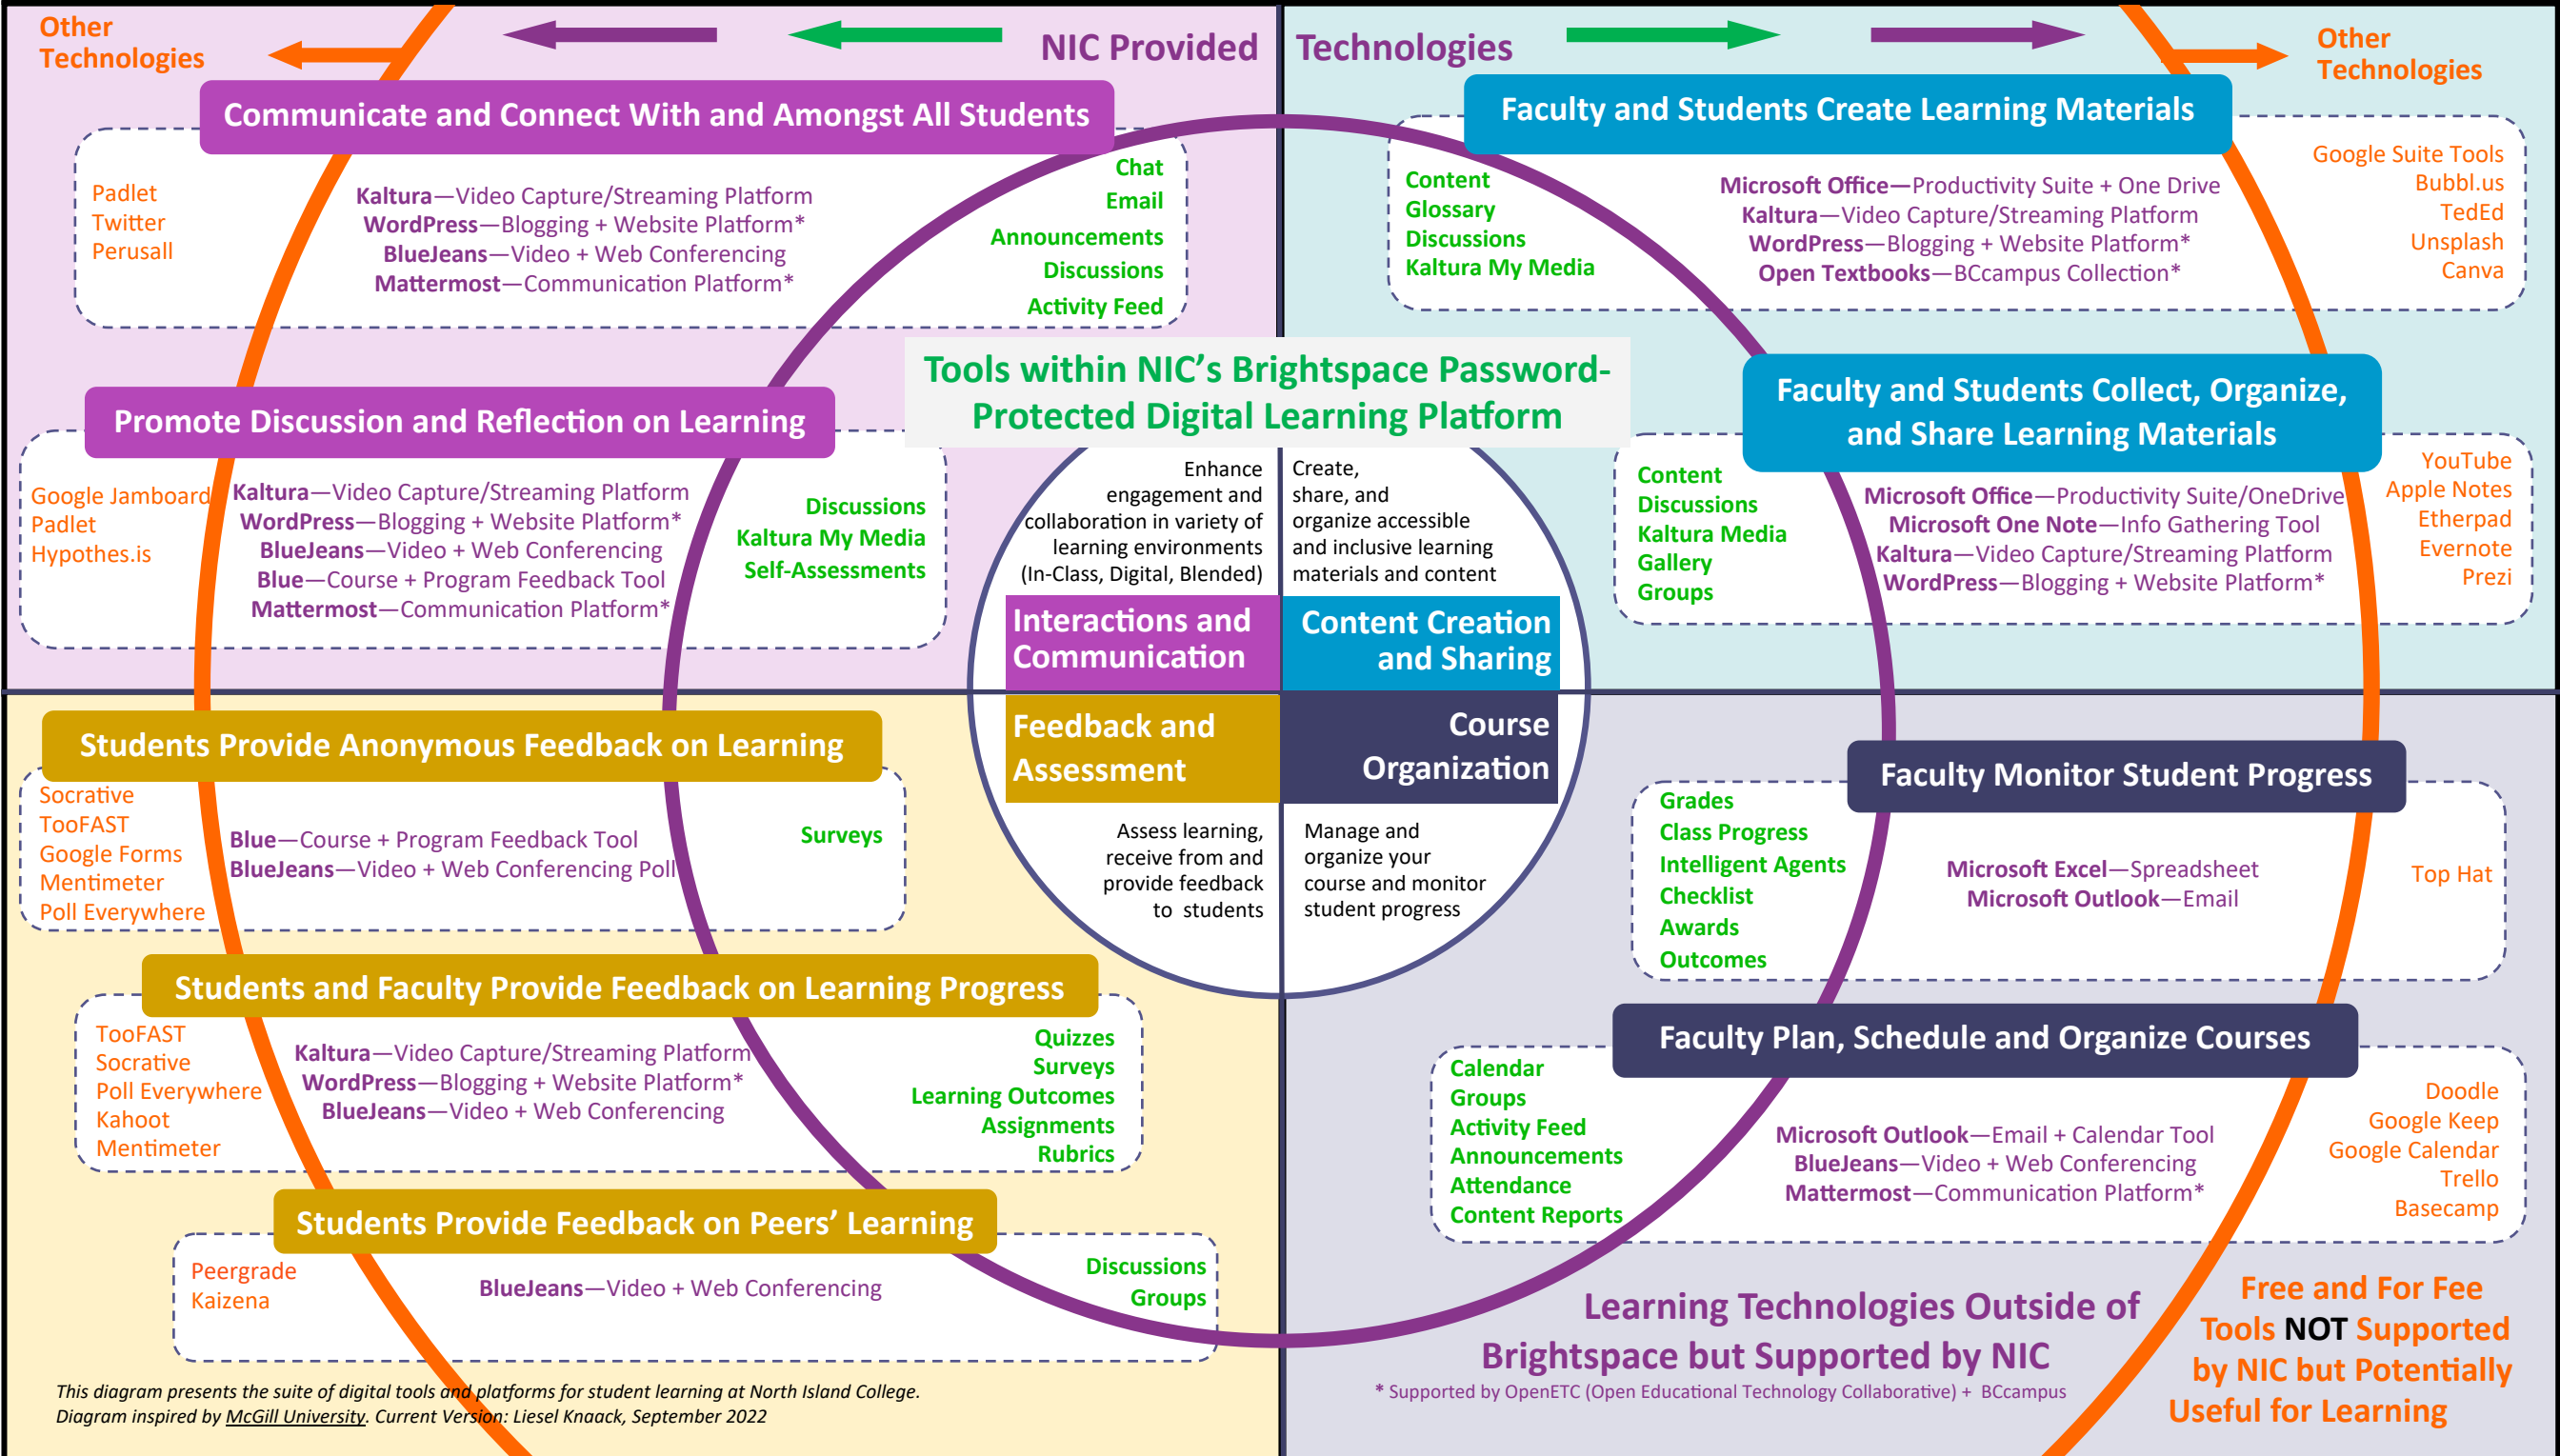 Other
Technologies
NIC Provided
Technologies
Other
Technologies
Communicate and Connect With and Amongst All Students
Padlet
Twitter
Perusall
Kaltura—Video Capture/Streaming Platform
WordPress—Blogging + Website Platform*
BlueJeans—Video + Web Conferencing
Mattermost—Communication Platform*
Chat
Email
Announcements
Discussions
Activity Feed
Faculty and Students Create Learning Materials
Content
Glossary
Discussions
Kaltura My Media
Microsoft Office—Productivity Suite + One Drive
Kaltura—Video Capture/Streaming Platform
WordPress—Blogging + Website Platform*
Open Textbooks—BCcampus Collection*
Google Suite Tools
Bubbl.us
TedEd
Unsplash
Canva
Tools within NIC’s Brightspace Password-
Protected Digital Learning Platform
Promote Discussion and Reflection on Learning
Google Jamboard
Padlet
Hypothes.is
Kaltura—Video Capture/Streaming Platform
WordPress—Blogging + Website Platform*
BlueJeans—Video + Web Conferencing
Blue—Course + Program Feedback Tool
Mattermost—Communication Platform*
Discussions
Kaltura My Media
Self-Assessments
Enhance
engagement and
collaboration in variety of
learning environments
(In-Class, Digital, Blended)
Create,
share, and
organize accessible
and inclusive learning
materials and content
Faculty and Students Collect, Organize,
and Share Learning Materials
Content
Discussions
Kaltura Media
Gallery
Groups
Microsoft Office—Productivity Suite/OneDrive
Microsoft One Note—Info Gathering Tool
Kaltura—Video Capture/Streaming Platform
WordPress—Blogging + Website Platform*
YouTube
Apple Notes
Etherpad
Evernote
Prezi
Interactions and
Communication
Content Creation
and Sharing
Feedback and
Assessment
Course
Organization
Assess learning,
receive from and
provide feedback
to students
Manage and
organize your
course and monitor
student progress
Students Provide Anonymous Feedback on Learning
Socrative
TooFAST
Google Forms
Mentimeter
Poll Everywhere
Blue—Course + Program Feedback Tool
BlueJeans—Video + Web Conferencing Poll
Surveys
Faculty Monitor Student Progress
Grades
Class Progress
Intelligent Agents
Checklist
Awards
Outcomes
Microsoft Excel—Spreadsheet
Microsoft Outlook—Email
Top Hat
Students and Faculty Provide Feedback on Learning Progress
TooFAST
Socrative
Poll Everywhere
Kahoot
Mentimeter
Kaltura—Video Capture/Streaming Platform
WordPress—Blogging + Website Platform*
BlueJeans—Video + Web Conferencing
Quizzes
Surveys
Learning Outcomes
Assignments
Rubrics
Faculty Plan, Schedule and Organize Courses
Calendar
Groups
Activity Feed
Announcements
Attendance
Content Reports
Microsoft Outlook—Email + Calendar Tool
BlueJeans—Video + Web Conferencing
Mattermost—Communication Platform*
Doodle
Google Keep
Google Calendar
Trello
Basecamp
Students Provide Feedback on Peers’ Learning
Peergrade
Kaizena
BlueJeans—Video + Web Conferencing
Discussions
Groups
Learning Technologies Outside of
Brightspace but Supported by NIC
* Supported by OpenETC (Open Educational Technology Collaborative) + BCcampus
Free and For Fee
Tools NOT Supported
by NIC but Potentially
Useful for Learning
This diagram presents the suite of digital tools and platforms for student learning at North Island College.
Diagram inspired by McGill University. Current Version: Liesel Knaack, September 2022